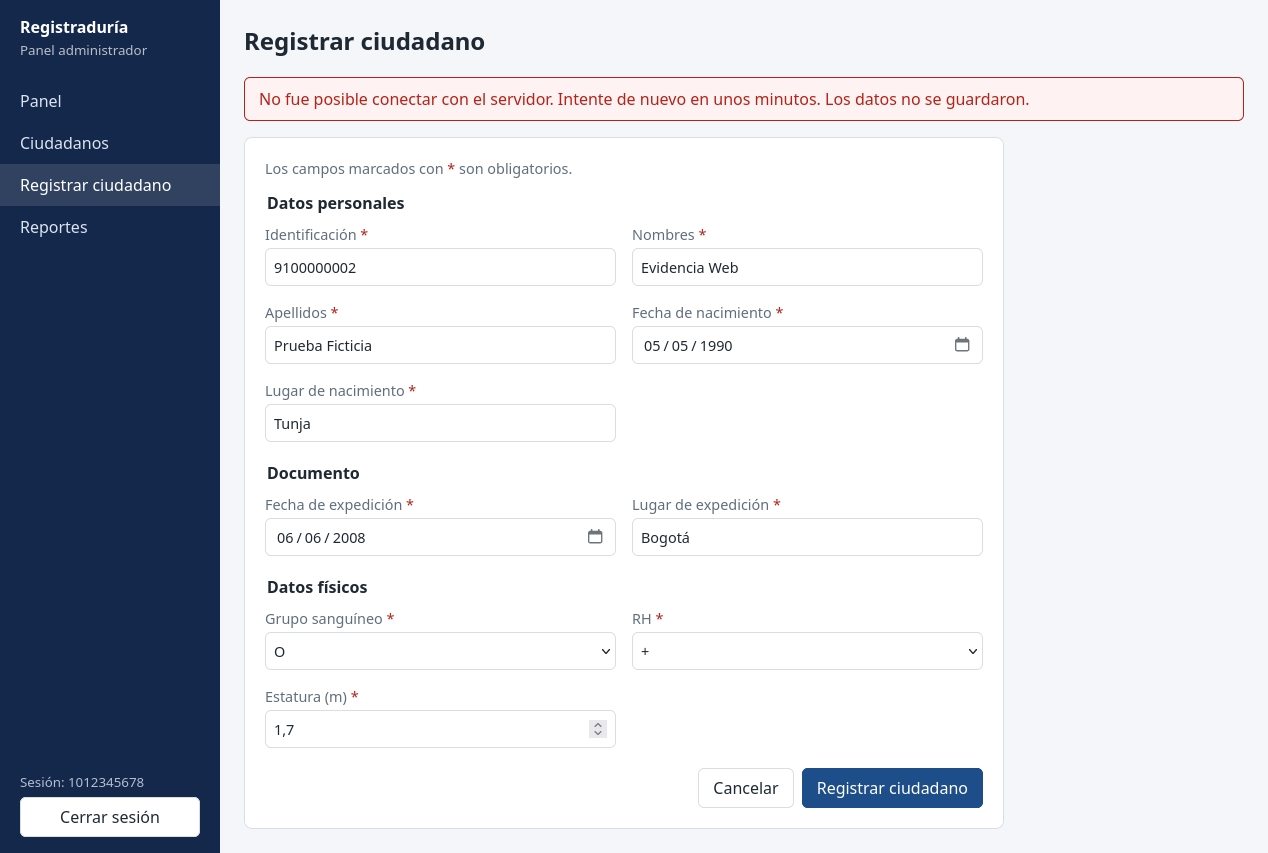 Registraduría
Panel administrador
Panel
Ciudadanos
Registrar ciudadano
Reportes
Sesión: 1012345678
Cerrar sesión
Registrar ciudadano
No fue posible conectar con el servidor. Intente de nuevo en unos minutos. Los datos no se guardaron.
Los campos marcados con * son obligatorios.
Datos personales
Identificación * Nombres *
9100000002 Evidencia Web
Apellidos * Fecha de nacimiento *
Prueba Ficticia 05 / 05 / 1990
Lugar de nacimiento *
Tunja
Documento
Fecha de expedición * Lugar de expedición *
06 / 06 / 2008 Bogotá
Datos físicos
Grupo sanguíneo * RH *
O +
Estatura (m) *
1,7
Cancelar Registrar ciudadano